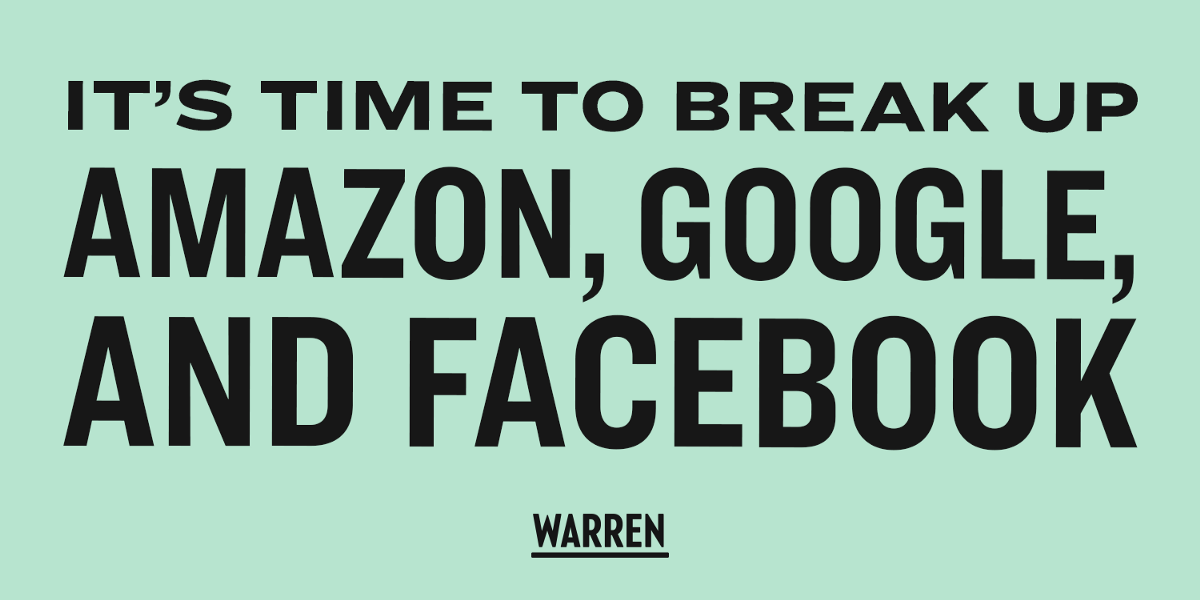 IT’S TIME TO BREAK UP
AMAZON, GOOGLE,
AND FACEBOOK
WARREN